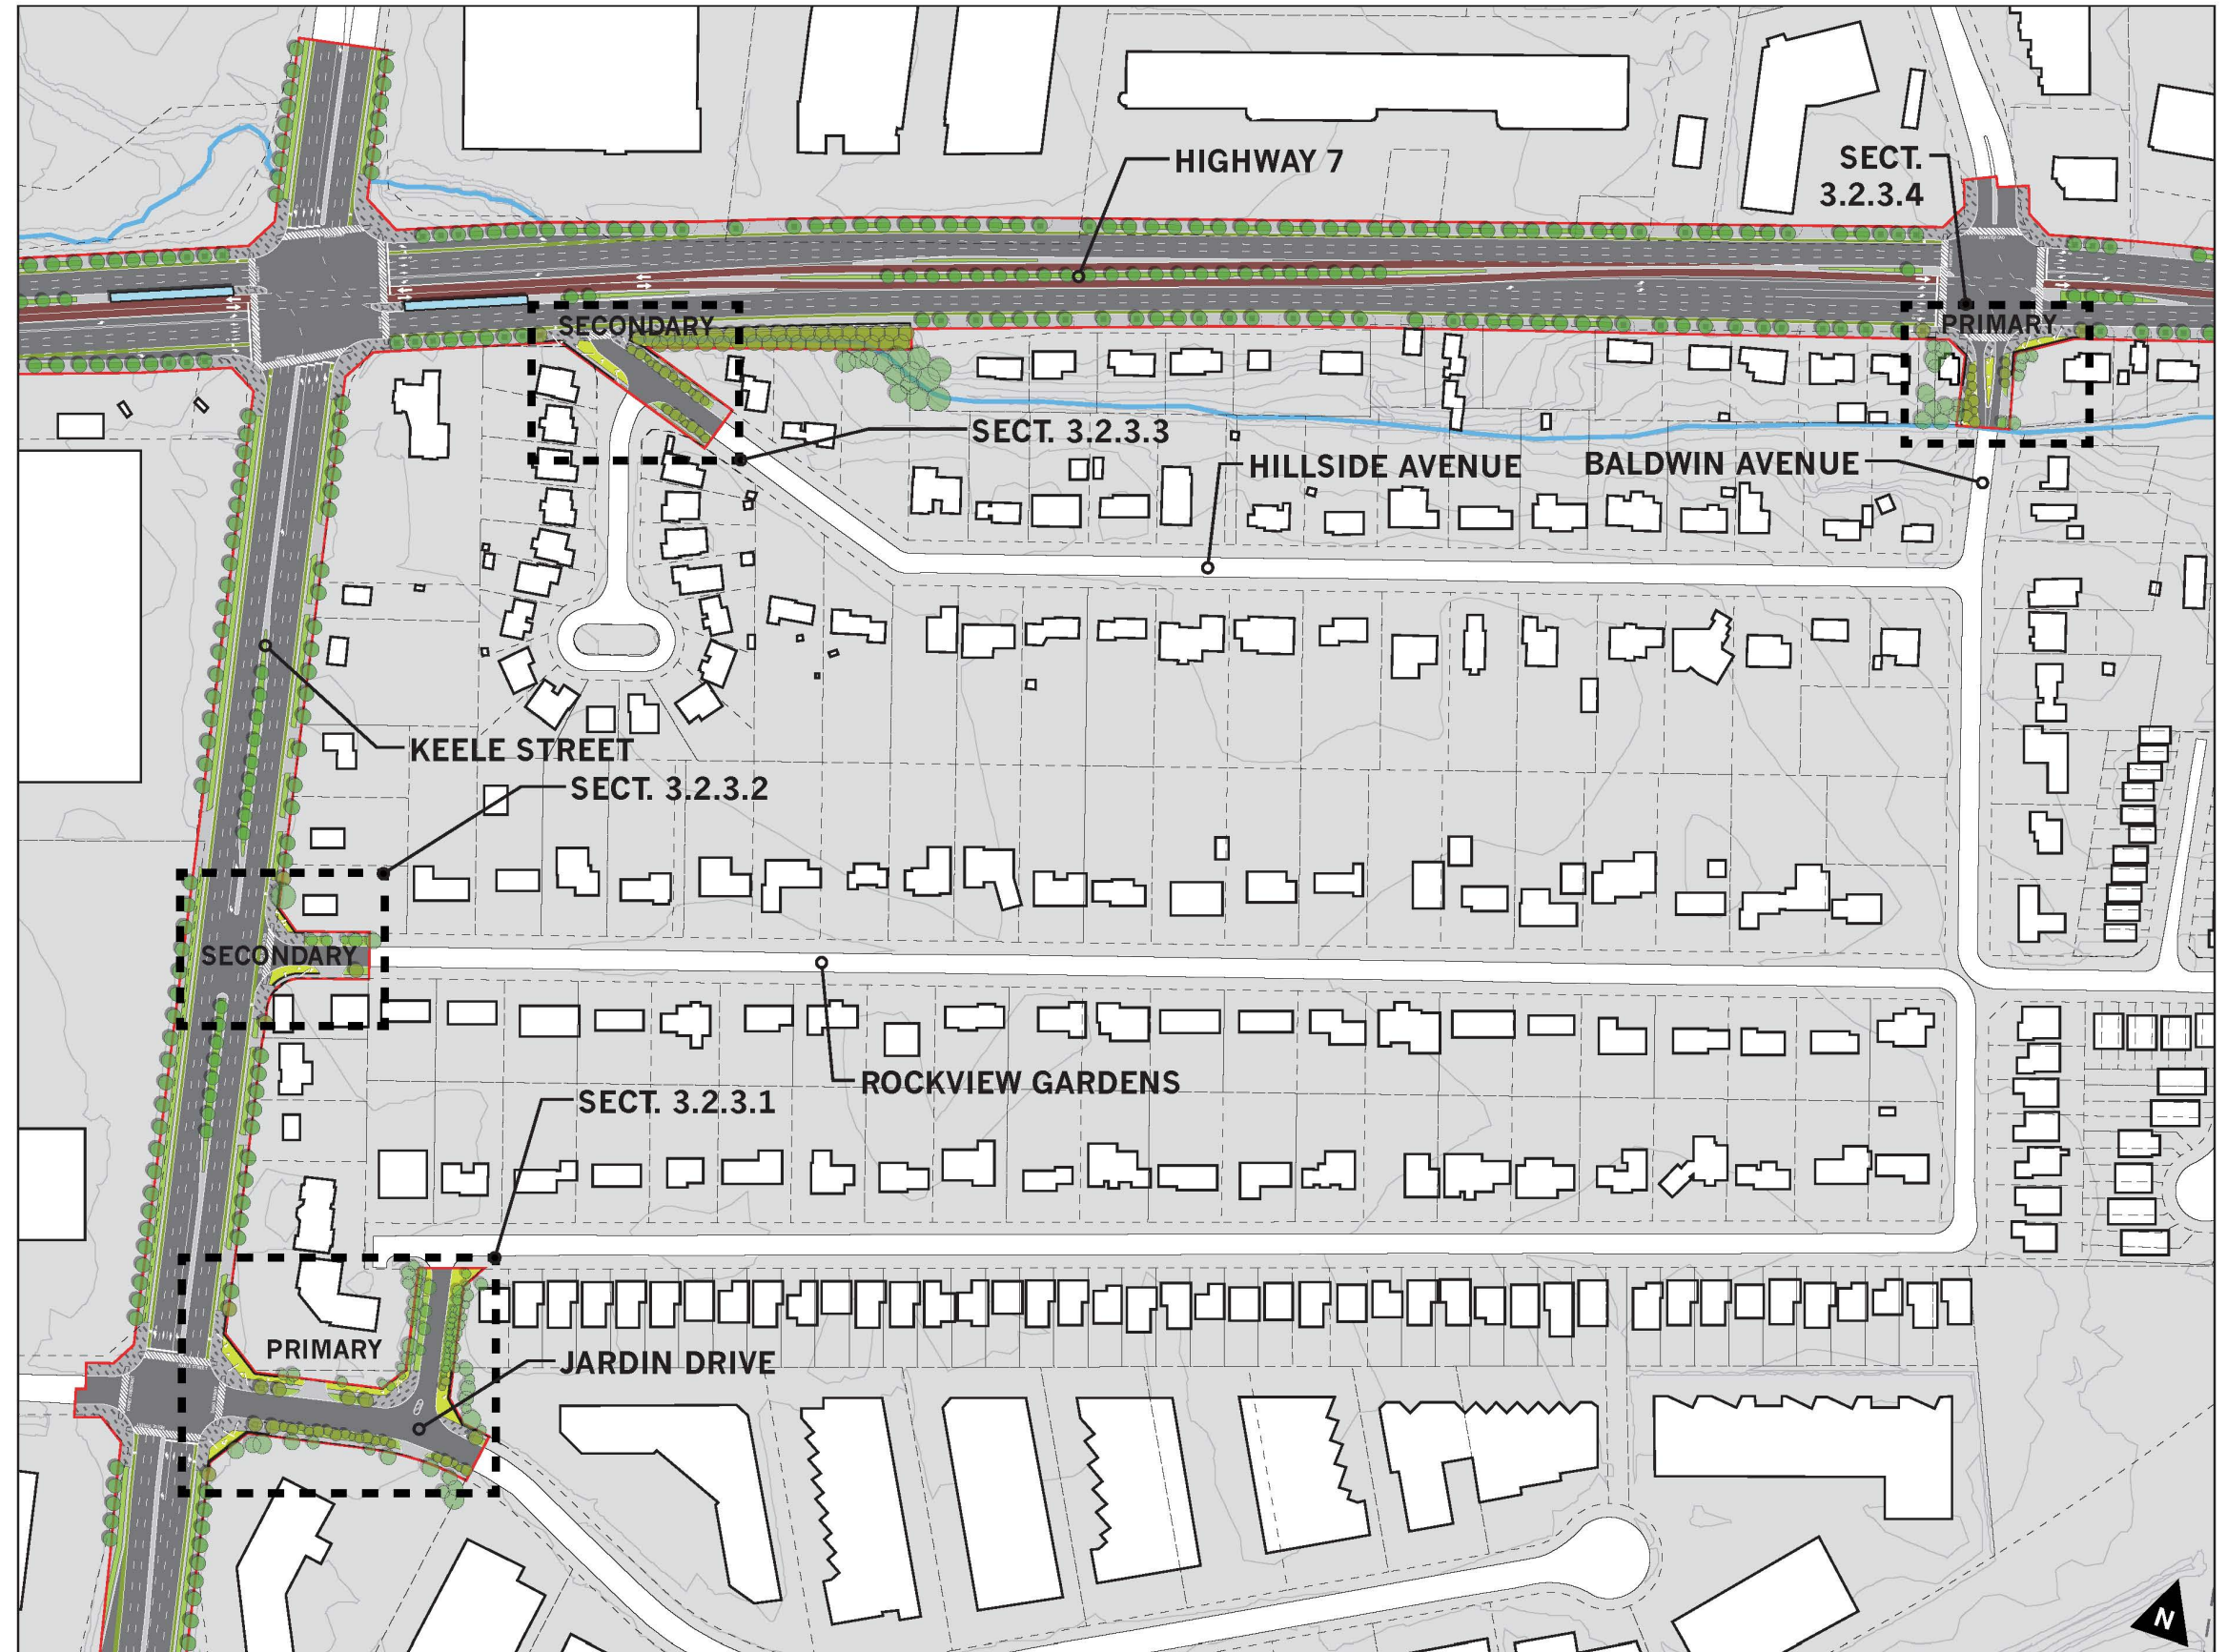 HIGHWAY 7
SECT.
3.2.3.4
SECONDARY
PRIMARY
SECT. 3.2.3.3
HILLSIDE AVENUE
BALDWIN AVENUE
KEELE STREET
SECT. 3.2.3.2
SECONDARY
ROCKVIEW GARDENS
SECT. 3.2.3.1
PRIMARY
JARDIN DRIVE
N